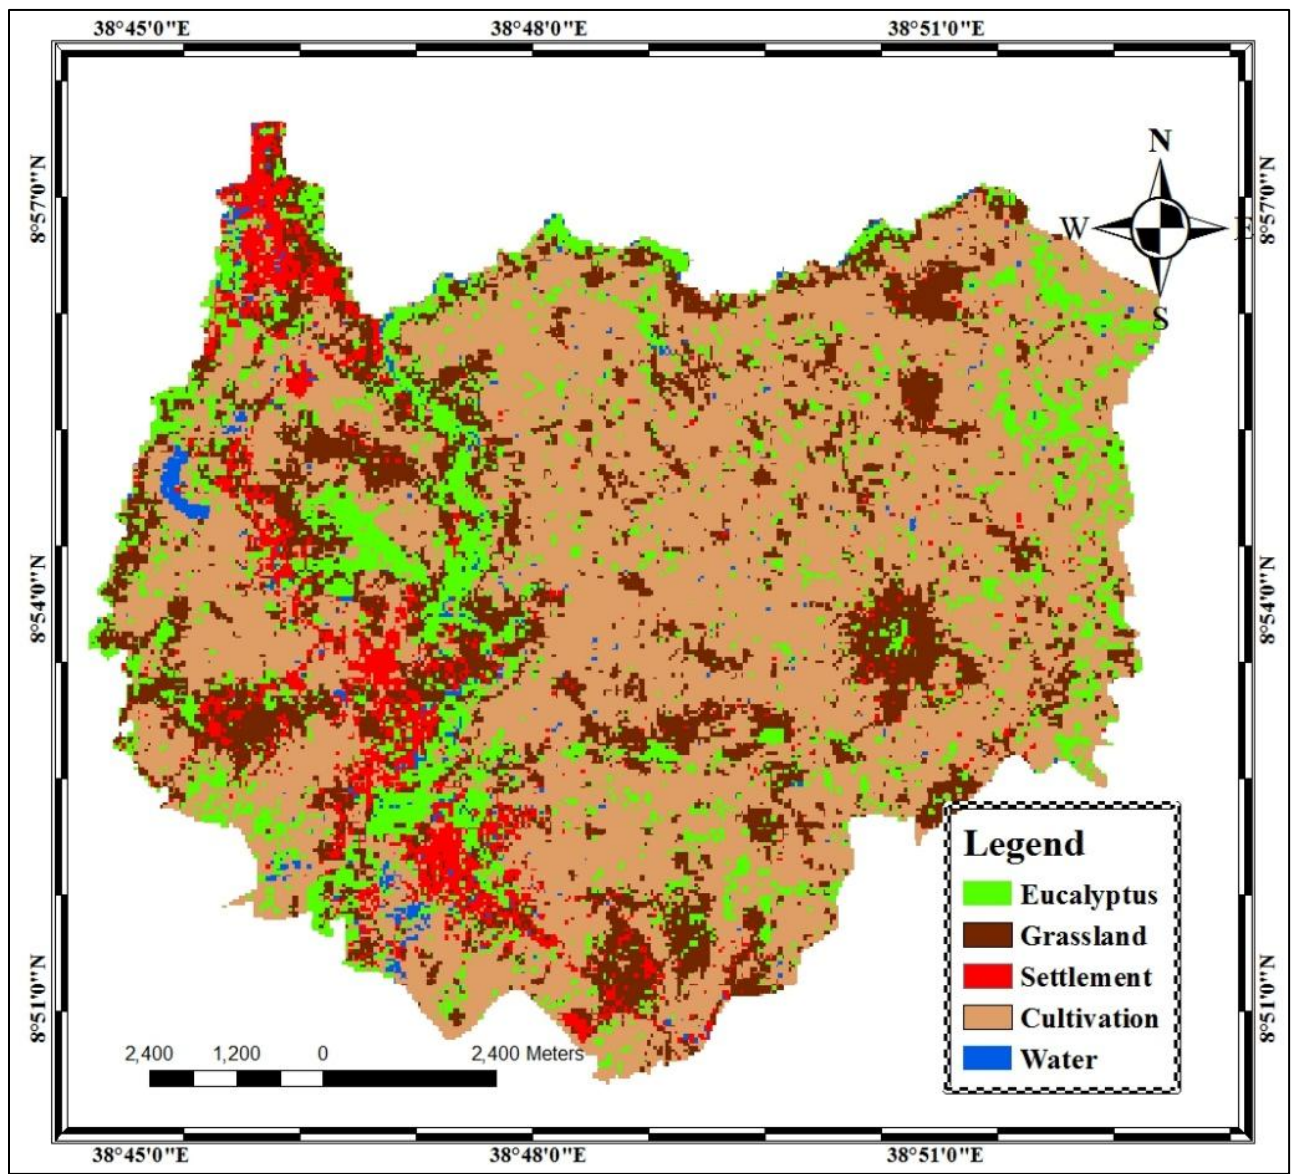 38°45'0"E 38°48'0"E 38°51'0"E
N
8°57'0"N
8°57'0"N
W
E
S
8°54'0"N
8°54'0"N
Legend
Eucalyptus
Grassland
Settlement
Cultivation
Water
8°51'0"N
8°51'0"N
2,400 1,200 0 2,400 Meters
38°45'0"E 38°48'0"E 38°51'0"E